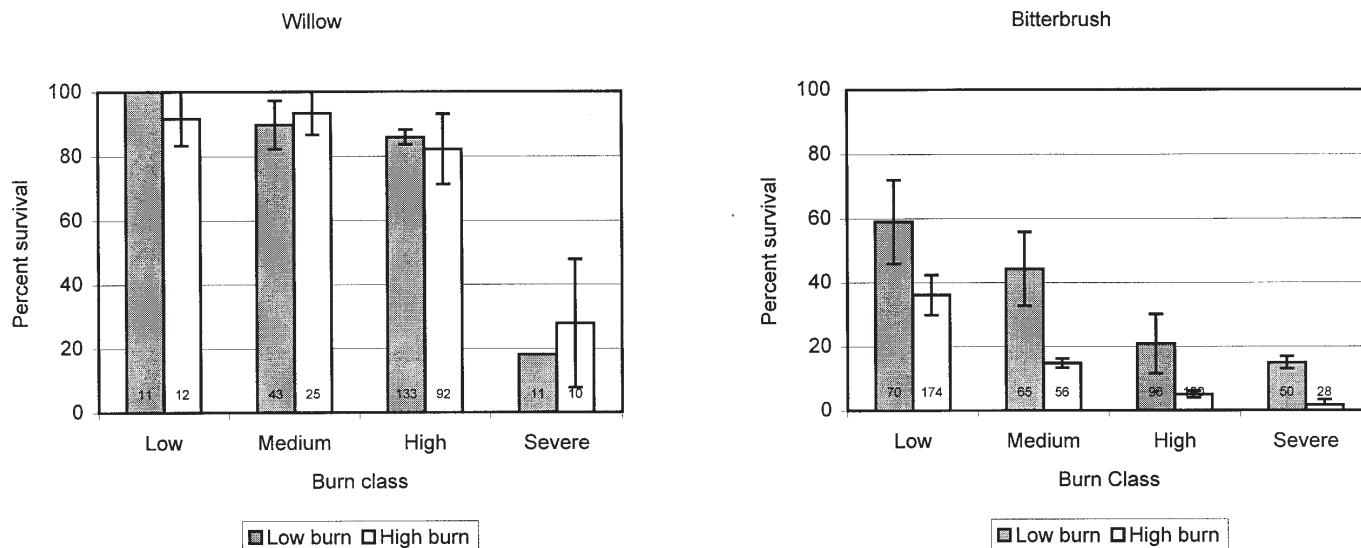 Willow
100
80
60
40
20
0
Percent survival
11
12
43
25
133
92
11
10
Low
Medium
High
Severe
Burn class
Low burn
High burn
Bitterbrush
100
80
60
40
20
0
Percent survival
70
174
65
56
96
50
28
Low
Medium
High
Severe
Burn Class
Low burn
High burn